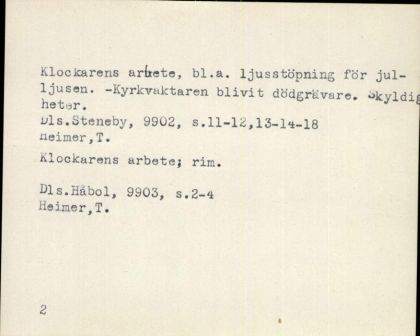 Klockarens arbete, bl.a. ljusstöpning för jul-
ljusen. -Kyrkvaktaren blivit dödgrävare. Skyldig
heter.
Dls.Steneby, 9902, s.11-12,13-14-18
Heimer,T.
Klockarens arbete; rim.
Dls.Håbol, 9903, s.2-4
Heimer,T.
2